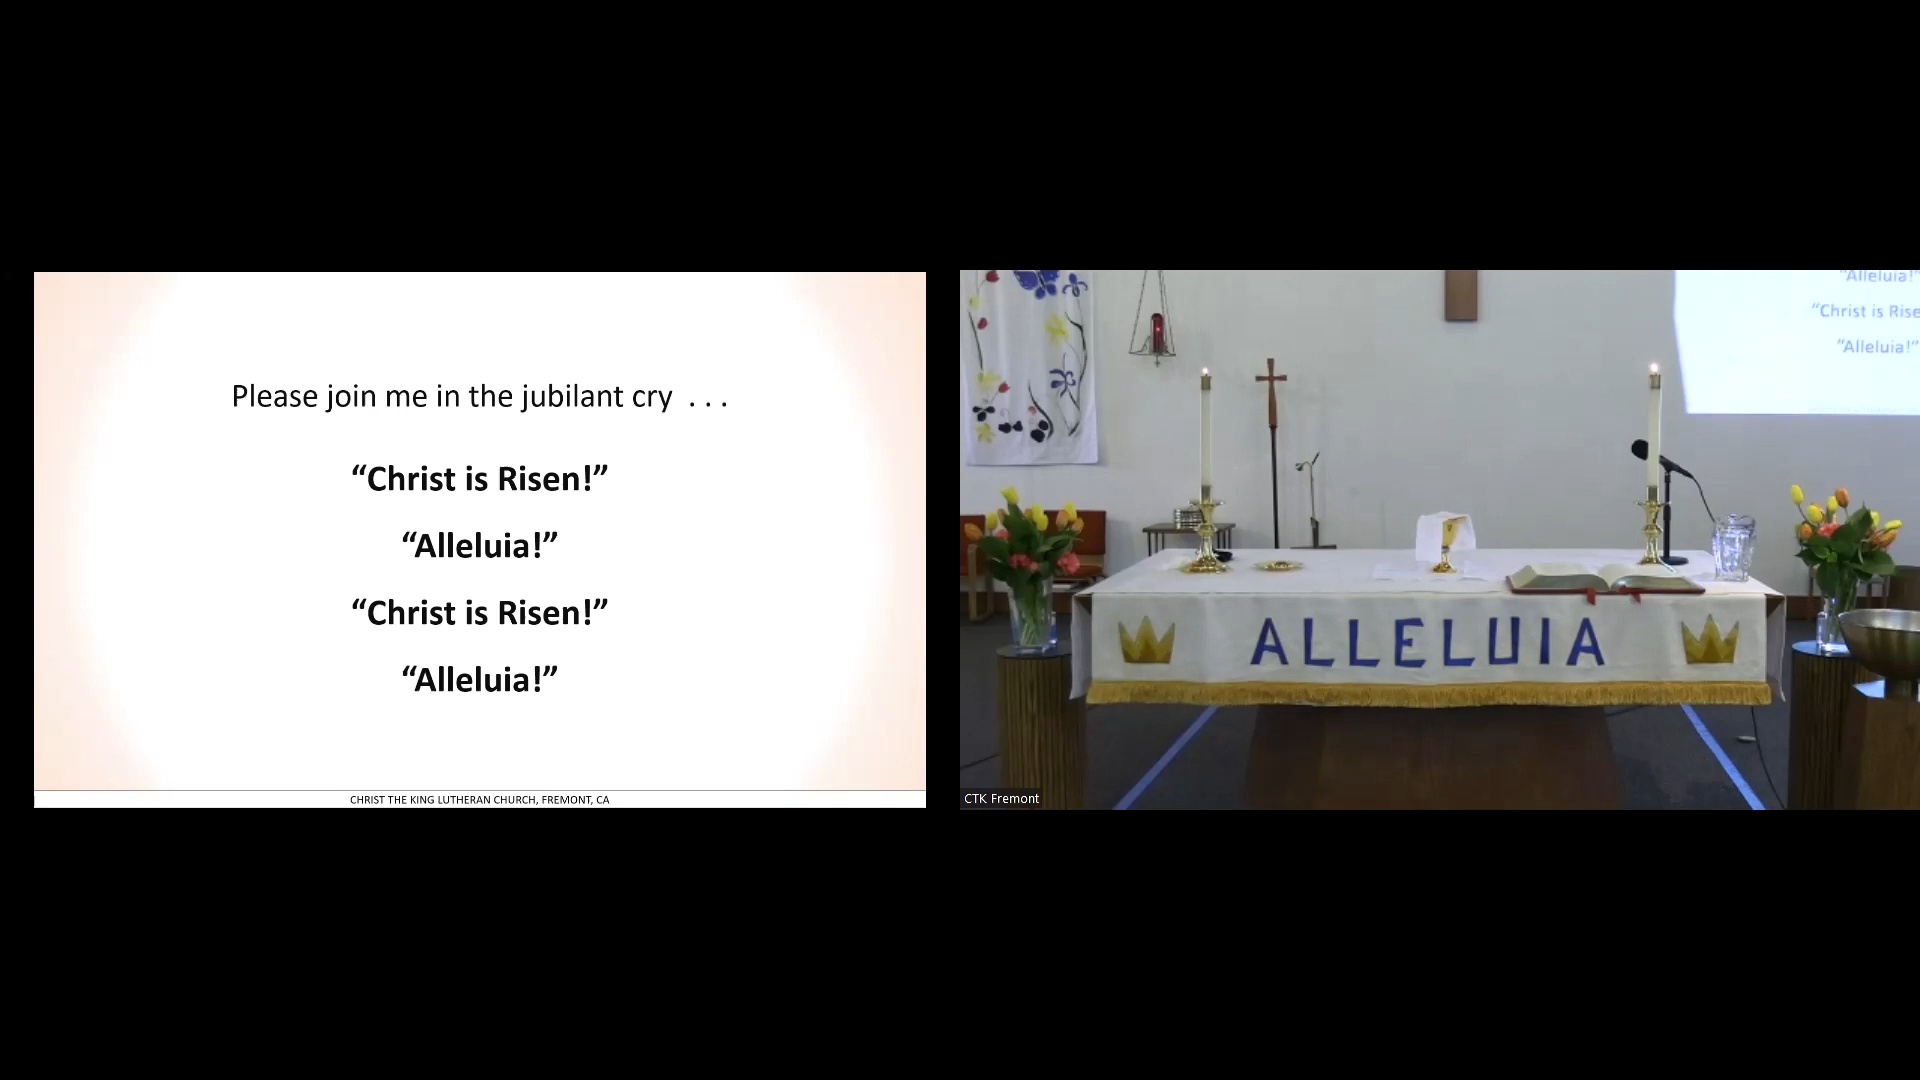 Please join me in the jubilant cry . . .
“Christ is Risen!”
“Alleluia!”
“Christ is Risen!”
“Alleluia!”
CHRIST THE KING LUTHERAN CHURCH, FREMONT, CA
“Alleluia!”
“Christ is Rise
“Alleluia!”
ALLELUIA
CTK Fremont